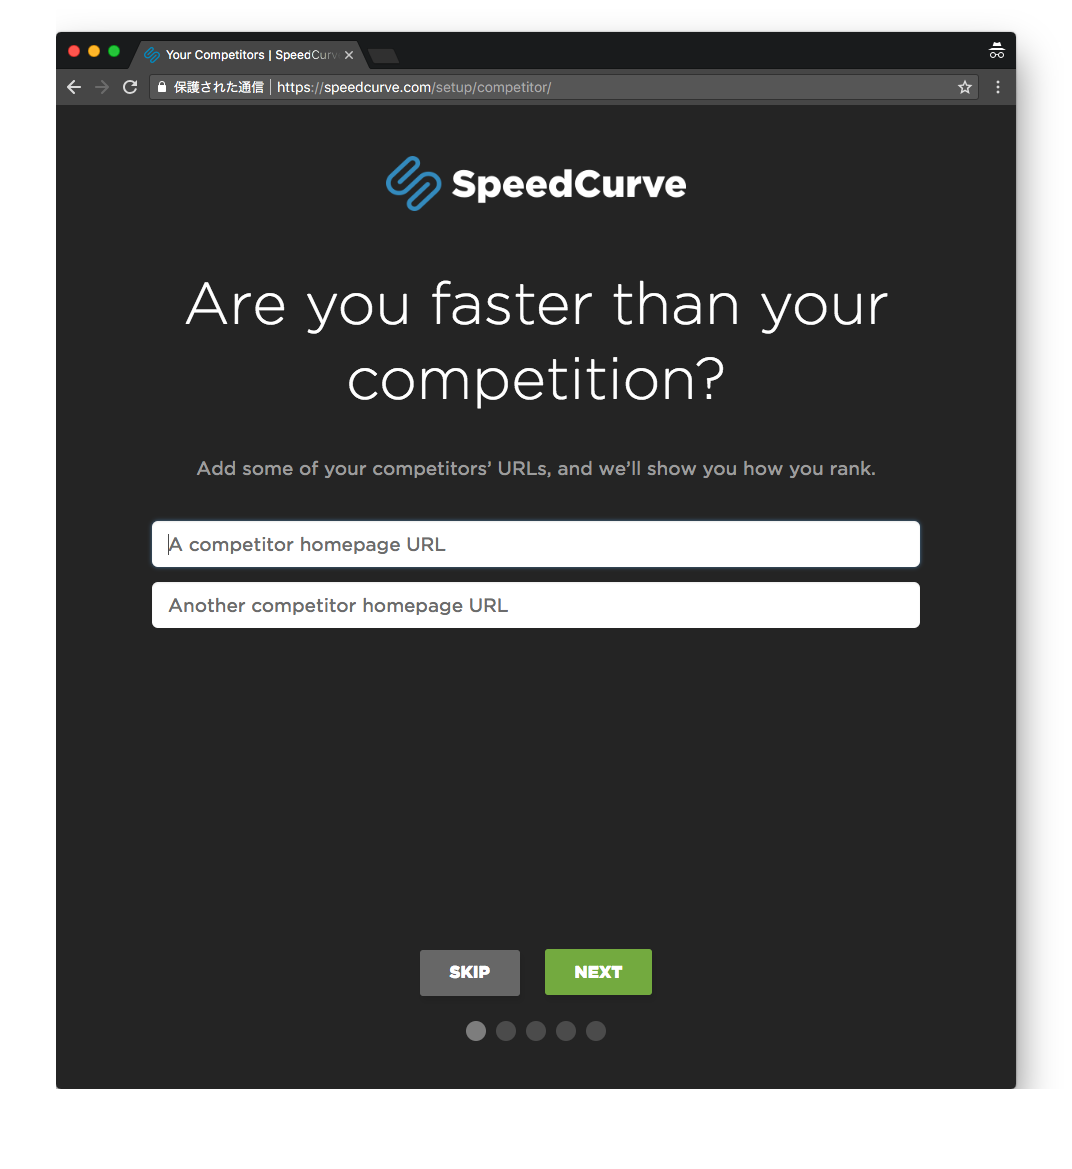 Your Competitors | SpeedCurv
保護された通信 | https://speedcurve.com/setup/competitor/
SpeedCurve
Are you faster than your
competition?
Add some of your competitors’ URLs, and we’ll show you how you rank.
A competitor homepage URL
Another competitor homepage URL
SKIP
NEXT